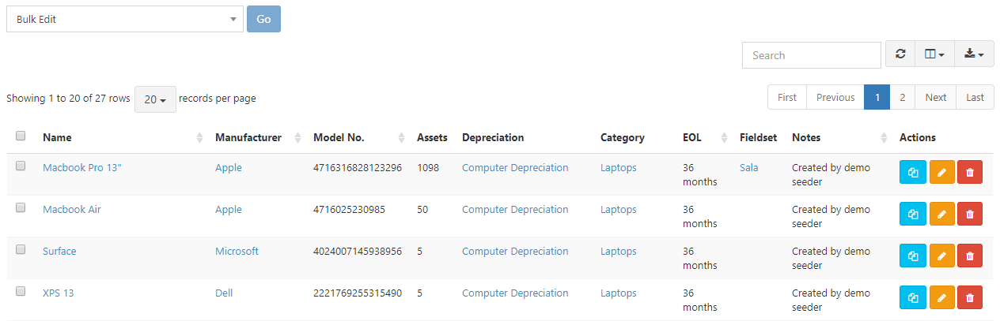 Bulk Edit Go
Search
Showing 1 to 20 of 27 rows 20 records per page First Previous 1 2 Next Last
Name Manufacturer Model No. Assets Depreciation Category EOL Fieldset Notes Actions
Macbook Pro 13" Apple 4716316828123296 1098 Computer Depreciation Laptops 36 Sala Created by demo
months seeder
Macbook Air Apple 4716025230985 50 Computer Depreciation Laptops 36 Created by demo
months seeder
Surface Microsoft 4024007145938956 5 Computer Depreciation Laptops 36 Created by demo
months seeder
XPS 13 Dell 2221769255315490 5 Computer Depreciation Laptops 36 Created by demo
months seeder